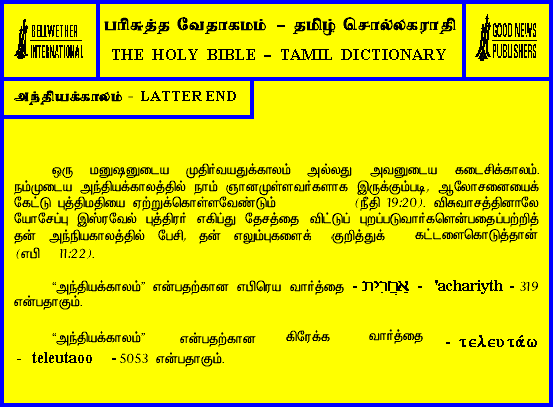 BELLWETHER
INTERNATIONAL
பரிசுத்த வேதாகமம் – தமிழ் சொல்லகராதி
THE HOLY BIBLE – TAMIL DICTIONARY
GOOD NEWS
PUBLISHERS
அந்தியக்காலம் - LATTER END
ஒரு மனுஷனுடைய முதிர்வயதுக்காலம் அல்லது அவனுடைய கடைசிக்காலம்.
நம்முடைய அந்தியக்காலத்தில் நாம் ஞானமுள்ளவர்களாக இருக்கும்படி, ஆலோசனையைக்
கேட்டு புத்திமதியை ஏற்றுக்கொள்ளவேண்டும் (நீதி 19:20). விசுவாசத்தினாலே
யோசேப்பு இஸ்ரவேல் புத்திரர் எகிப்து தேசத்தை விட்டுப் புறப்படுவார்களென்பதைப்பற்றித்
தன் அந்நியகாலத்தில் பேசி, தன் எலும்புகளைக் குறித்துக் கட்டளைகொடுத்தான்
(எபி 11:22).
“அந்தியக்காலம்” என்பதற்கான எபிரெய வார்த்தை - אַחֲרִית - 'achariyth - 319
என்பதாகும்.
“அந்தியக்காலம்” என்பதற்கான கிரேக்க வார்த்தை - τελευτάω
- teleutaoo - 5053 என்பதாகும்.